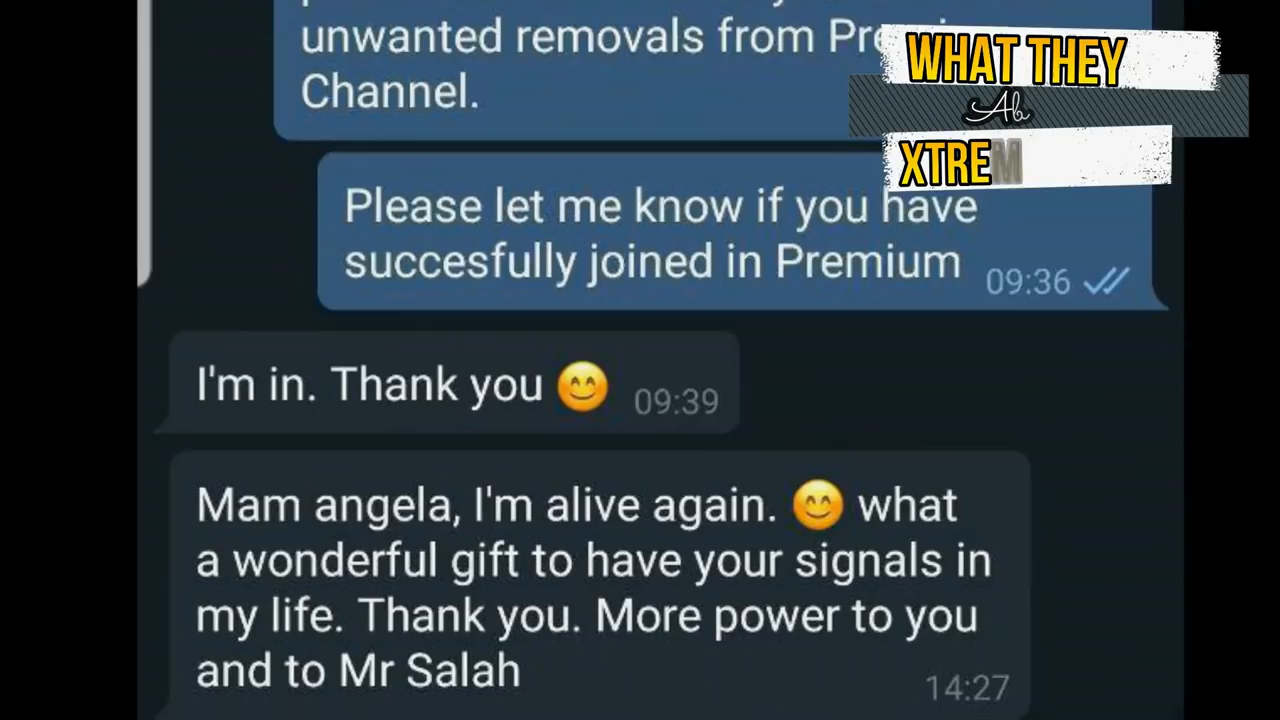 unwanted removals from
Channel.
WHAT THEY
Ab
XTREM
Please let me know if you have
succesfully joined in Premium
09:36
I'm in. Thank you 😊
09:39
Mam angela, I'm alive again. 😊 what
a wonderful gift to have your signals in
my life. Thank you. More power to you
and to Mr Salah
14:27